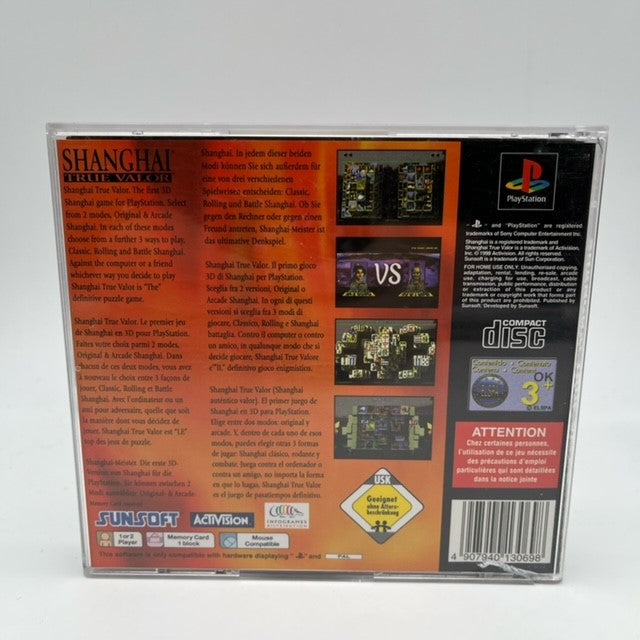 SHANGHAI
TRUE VALOR
Shanghai True Valor. The first 3D
Shanghai game for PlayStation. Select
from 2 modes, Original & Arcade
Shanghai. In each of these modes
choose from a further 3 ways to play,
Classic, Rolling and Battle Shanghai.
Against the computer or a friend
whichever way you decide to play
Shanghai True Valor is "The"
definitive puzzle game.
Shanghai True Valor. Le premier jeu
de Shanghai en 3D pour PlayStation.
Faites votre choix parmi 2 modes,
Original & Arcade Shanghai. Dans
chacun de ces deux modes, vous avez
à nouveau le choix entre 3 façons de
jouer, Classic, Rolling et Battle
Shanghai. Avec l'ordinateur ou un
ami pour adversaire, quelle que soit
la manière dont vous décidez de
jouer, Shanghai True Valor est "LE"
top des jeux de puzzle.
Shanghai-Meister. Die erste 3D-
Version von Shanghai für die
PlayStation. Sie können zwischen 2
Modi auswählen: Original- & Arcade
Shanghai. In jedem dieser beiden
Modi können Sie sich außerdem für
eine von drei verschiedenen
Spielweisen entscheiden: Classic,
Rolling und Battle Shanghai. Ob Sie
gegen den Rechner oder gegen einen
Freund antreten, Shanghai-Meister ist
das ultimative Denkspiel.
Shanghai True Valor. Il primo gioco
3D di Shanghai per PlayStation.
Sceglia fra 2 versioni, Original o
Arcade Shanghai. In ogni di questi
versioni si sceglia fra 3 modi di
giocare, Classics, Rolling e Shanghai
battaglia. Contro il computer o contro
un amico, in qualunque modo che si
decide giocare, Shanghai True Valore
e"IL" definitivo gioco enigmistico.
Shanghai True Valor (Shanghai
auténtico valor). El primer juego de
Shanghai en 3D para PlayStation.
Elige entre dos modos: original y
arcade. Y, dentro de cada uno de esos
modos, puedes elegir otras 3 formas
de jugar: Shanghai clásico, rodante y
combate. Juega contra el ordenador o
contra un amigo, no importa la forma
en que lo hagas, Shanghai True Valor
es el juego de pasatiempos definitivo.
VS
PlayStation
- and "PlayStation" are registered
trademarks of Sony Computer Entertainment Inc.
Shanghai is a registered trademark and
Shanghai True Valor is a trademark of Activision,
Inc. © 1999 Activision. All rights reserved.
Sunsoft is a trademark of Sun Corporation.
FOR HOME USE ONLY. Unauthorised copying,
adaptation, rental, lending, re-sale, arcade
use, charging for use, broadcast, cable
transmission, public performance, distribution
or extraction of this product or any
trademark or copyright work that forms part
of this product are prohibited. Published by
Sunsoft. Developed by Sunsoft.
COMPACT
disc
Contenido • Contenuto
Contenu • Content
ELSPA
OK
3+
© ELSPA
ATTENTION
Chez certaines personnes,
l'utilisation de ce jeu nécessite
des précautions d'emploi
particulières qui sont détaillées
dans la notice jointe
USK
Geeignet
ohne Alters-
beschränkung
4 907940 130698
SUNSOFT
ACTIVISION
INFOGRAMES
DISTRIBUTION
1 or 2
Player
Memory Card
1 block
Mouse
Compatible
This software is only compatible with hardware displaying " " and PAL